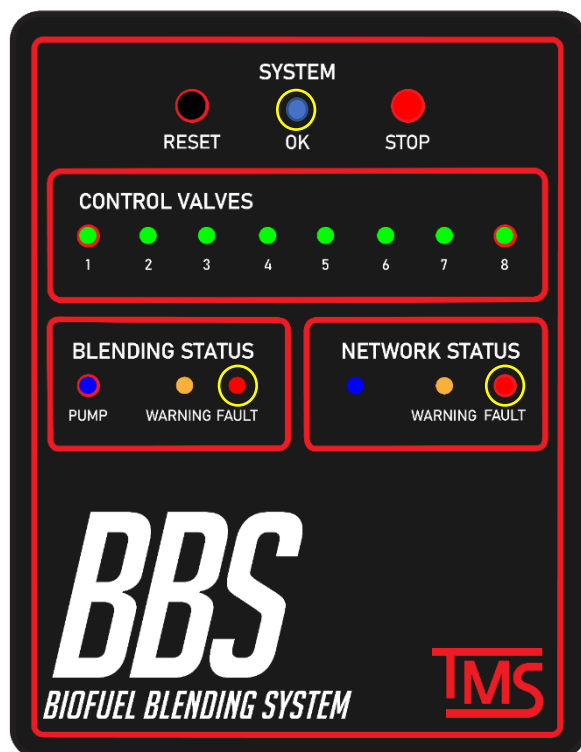 SYSTEM
RESET OK STOP
CONTROL VALVES
1 2 3 4 5 6 7 8
BLENDING STATUS
PUMP WARNING FAULT
NETWORK STATUS
WARNING FAULT
BBS
BIOFUEL BLENDING SYSTEM
TMS